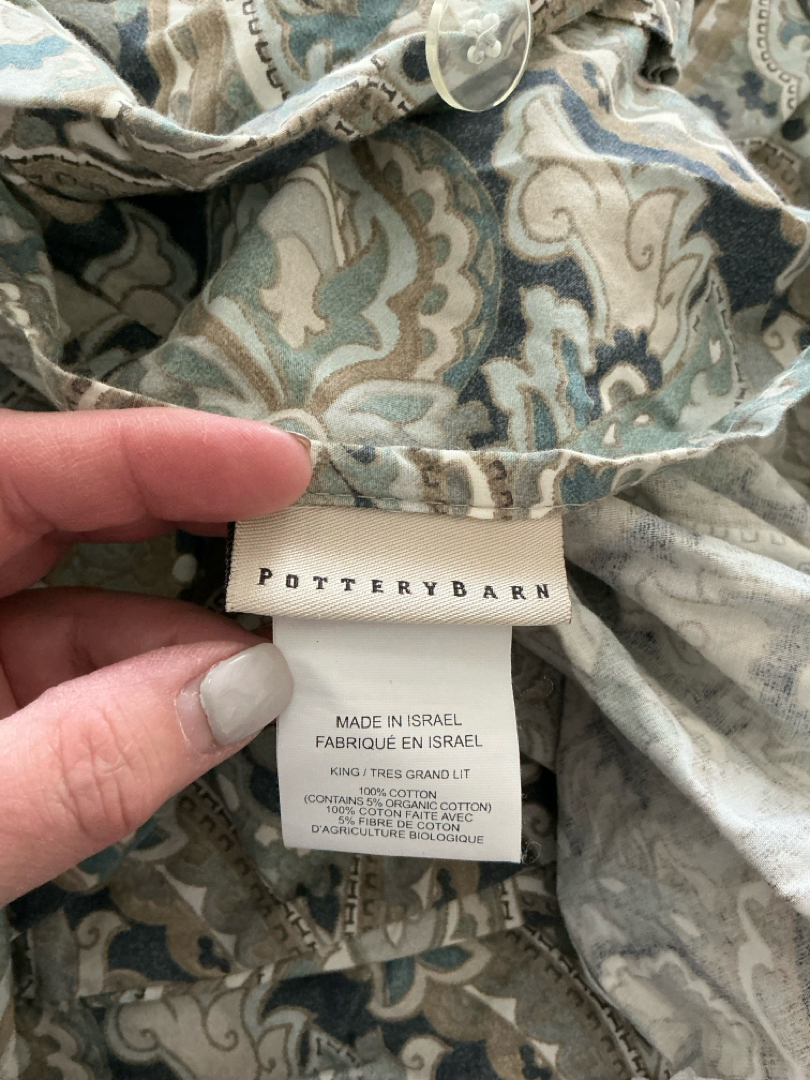 POTTERYBARN
MADE IN ISRAEL
FABRIQUÉ EN ISRAEL
KING / TRES GRAND LIT
100% COTTON
(CONTAINS 5% ORGANIC COTTON)
100% COTON FAITE AVEC
5% FIBRE DE COTON
D'AGRICULTURE BIOLOGIQUE